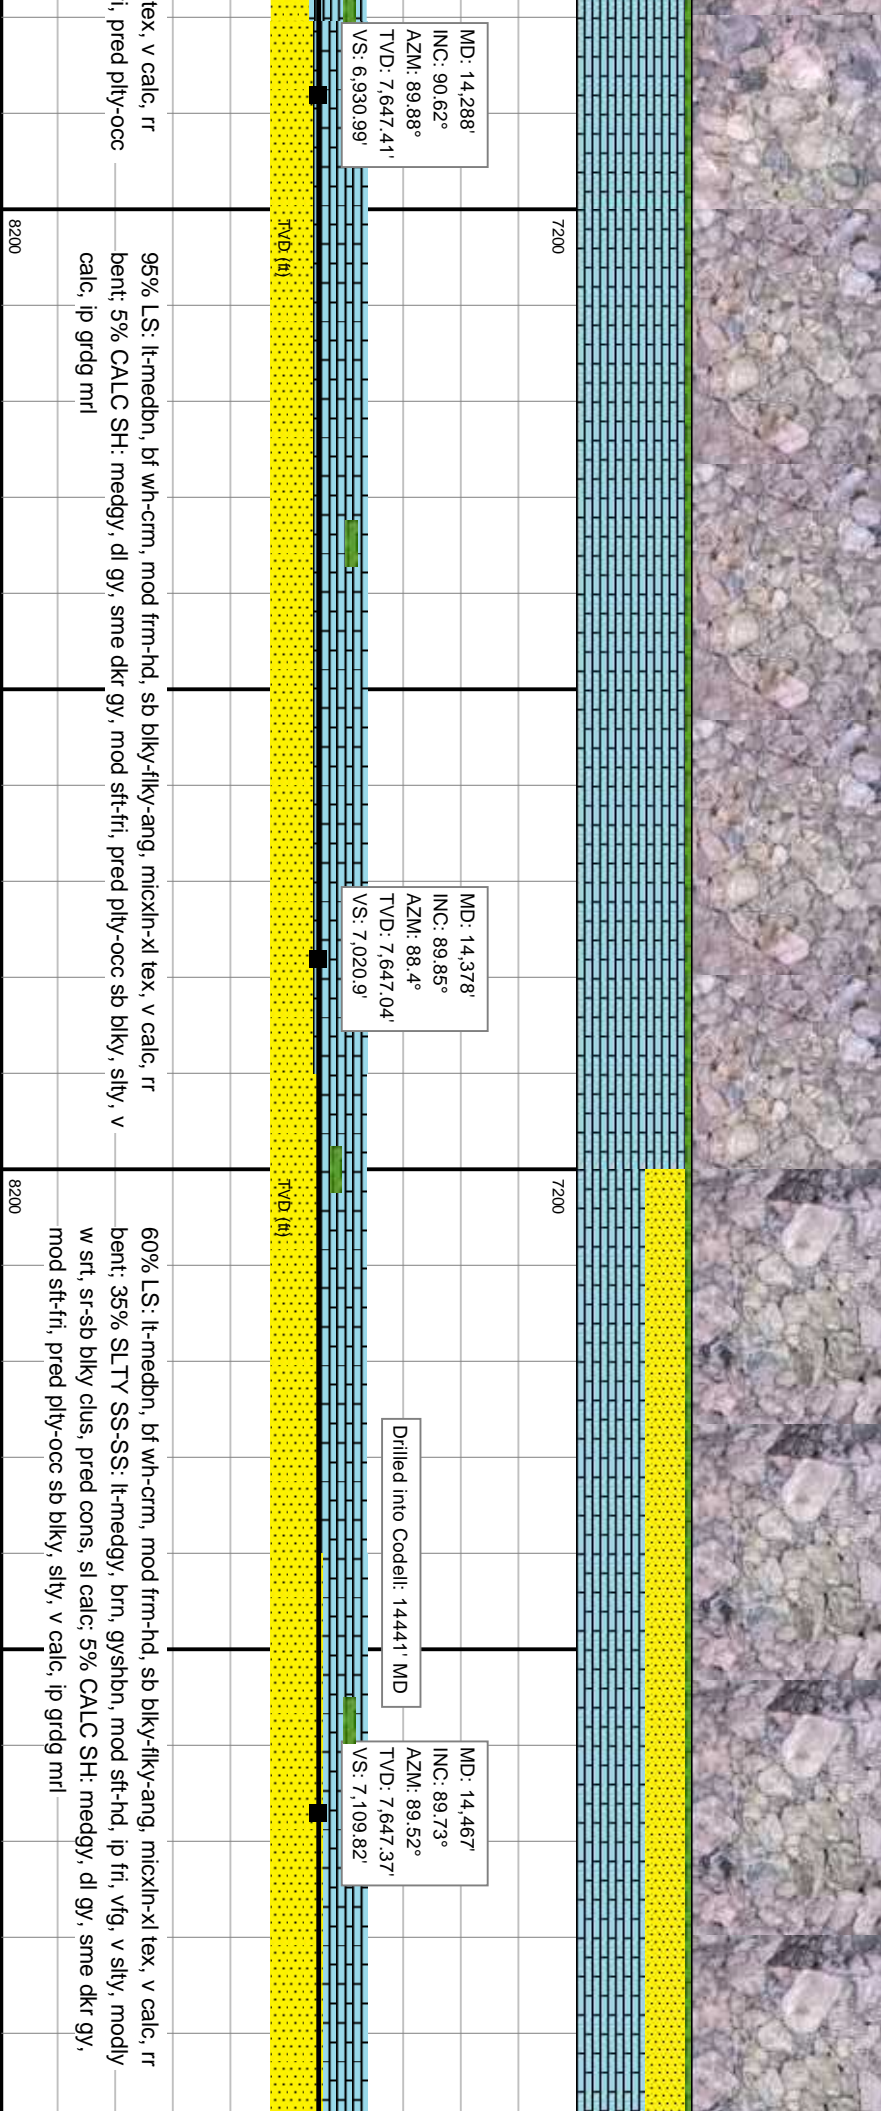 tex, v calc, rr
i, pred plty-occ
MD: 14,288'
INC: 90.62°
AZM: 89.88°
TVD: 7,647.41'
VS: 6,930.99'
7200
TVD (ft)
8200
95% LS: lt-medbn, bf wh-crm, mod frm-hd, sb blky-flky-ang, micxln-xl tex, v calc, rr
bent; 5% CALC SH: medgy, dl gy, sme dkr gy, mod sft-fri, pred plty-occ sb blky, slty, v
calc, ip grdg mrl
MD: 14,378'
INC: 89.85°
AZM: 88.4°
TVD: 7,647.04'
VS: 7,020.9'
7200
TVD (ft)
8200
60% LS: lt-medbn, bf wh-crm, mod frm-hd, sb blky-flky-ang, micxln-xl tex, v calc, rr
bent; 35% SLTY SS-SS: lt-medgy, brn, gyshbn, mod sft-hd, ip fri, vfg, v slty, modly
w srt, sr-sb blky clus, pred cons, sl calc; 5% CALC SH: medgy, dl gy, sme dkr gy,
mod sft-fri, pred plty-occ sb blky, slty, v calc, ip grdg mrl
Drilled into Codell: 14441' MD
MD: 14,467'
INC: 89.73°
AZM: 89.52°
TVD: 7,647.37'
VS: 7,109.82'